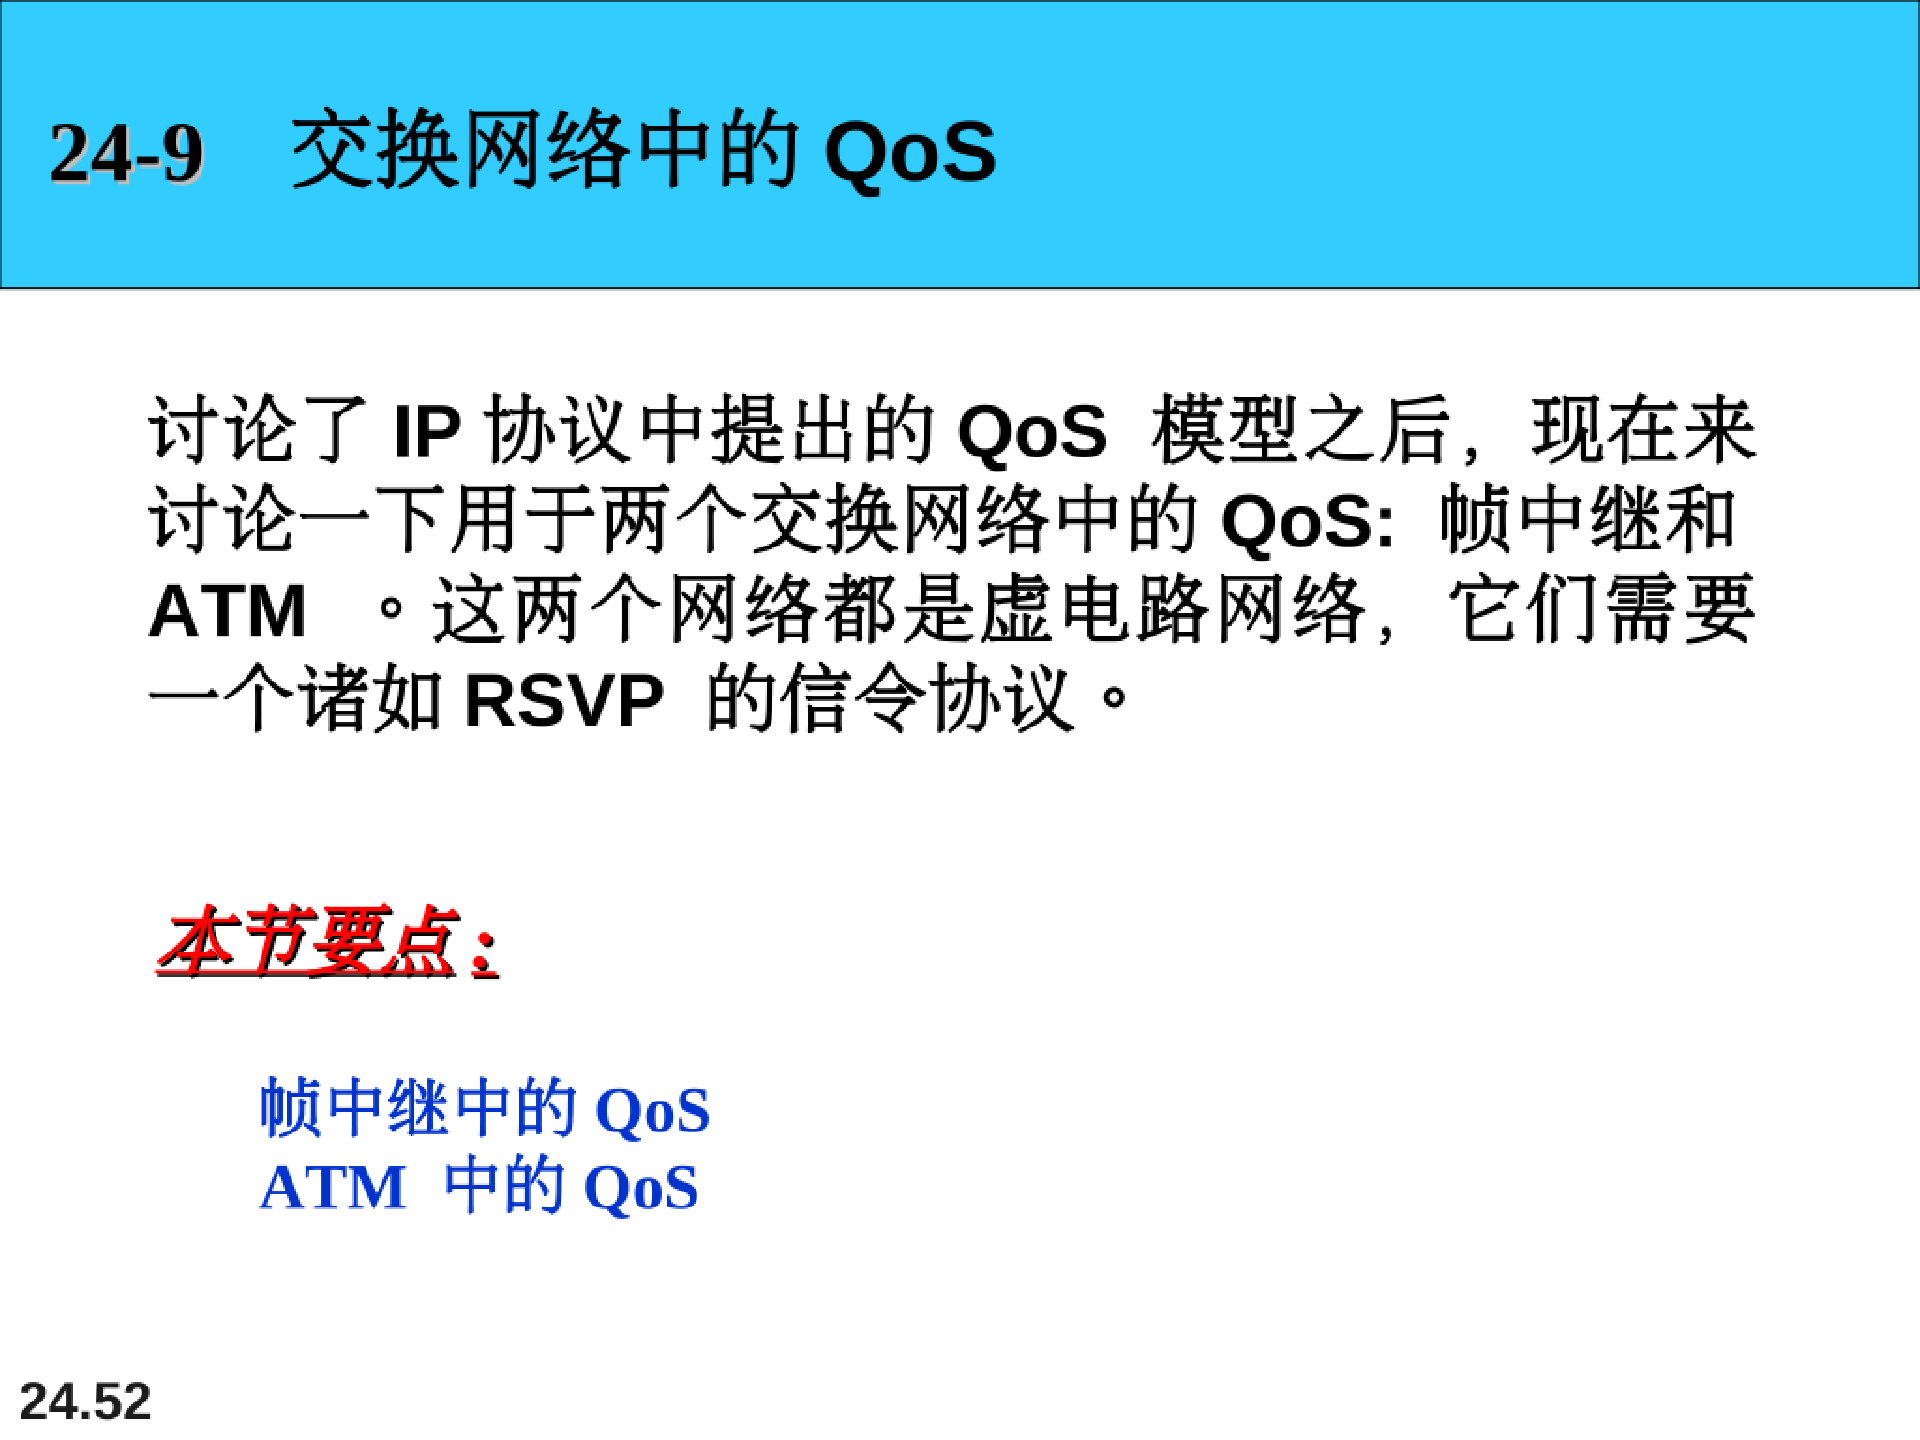 24-9 交换网络中的 QoS
讨论了 IP 协议中提出的 QoS 模型之后，现在来
讨论一下用于两个交换网络中的 QoS: 帧中继和
ATM 。这两个网络都是虚电路网络，它们需要
一个诸如 RSVP 的信令协议。
本节要点 :
帧中继中的 QoS
ATM 中的 QoS
24.52